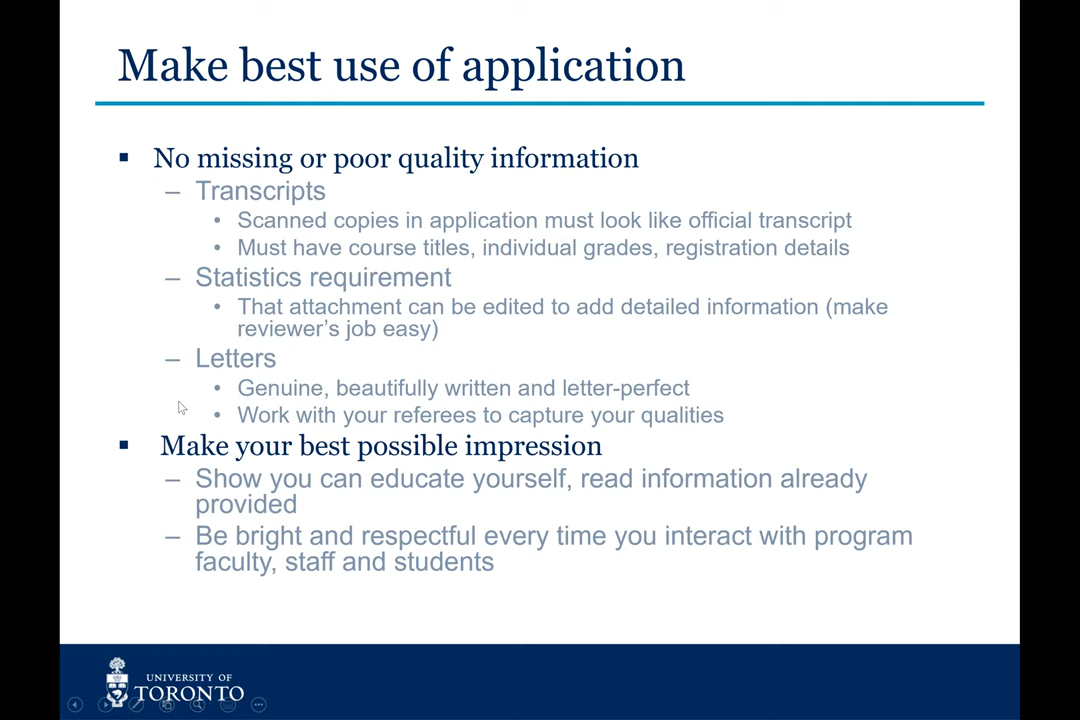 Make best use of application
▪ No missing or poor quality information
– Transcripts
• Scanned copies in application must look like official transcript
• Must have course titles, individual grades, registration details
– Statistics requirement
• That attachment can be edited to add detailed information (make
reviewer's job easy)
– Letters
• Genuine, beautifully written and letter-perfect
• Work with your referees to capture your qualities
▪ Make your best possible impression
– Show you can educate yourself, read information already
provided
– Be bright and respectful every time you interact with program
faculty, staff and students
UNIVERSITY OF
TORONTO